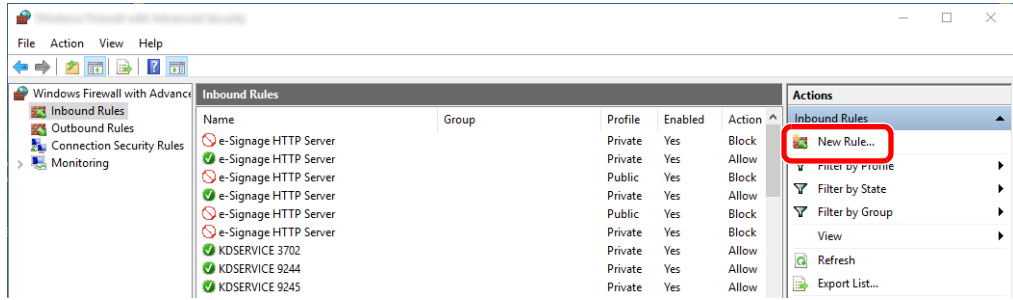 File Action View Help
Windows Firewall with Advance
Inbound Rules
Outbound Rules
Connection Security Rules
Monitoring
Inbound Rules
Name Group Profile Enabled Action
e-Signage HTTP Server Private Yes Block
e-Signage HTTP Server Private Yes Allow
e-Signage HTTP Server Public Yes Block
e-Signage HTTP Server Private Yes Allow
e-Signage HTTP Server Public Yes Block
e-Signage HTTP Server Private Yes Block
KDSERVICE 3702 Private Yes Allow
KDSERVICE 9244 Private Yes Allow
KDSERVICE 9245 Private Yes Allow
Actions
Inbound Rules
New Rule...
Filter by Profile
Filter by State
Filter by Group
View
Refresh
Export List...